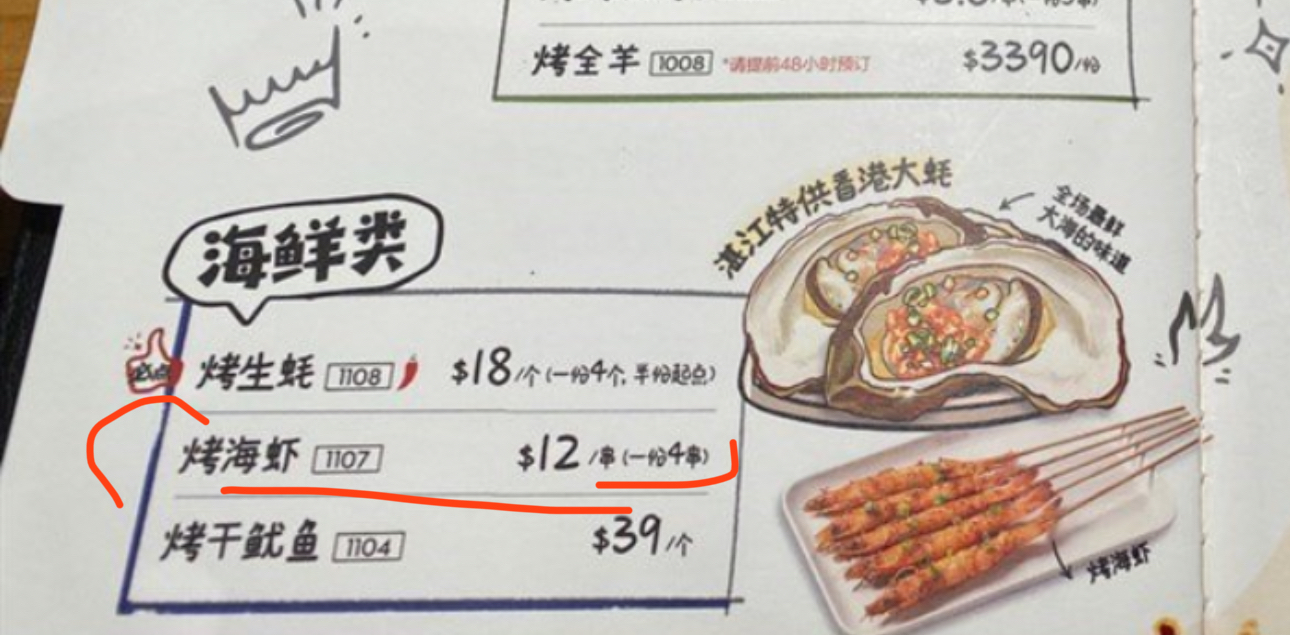 烤全羊 1008 *请提前48小时预订 $3390/份
湛江特供香港大蚝
全场最鲜
大海的味道
海鲜类
必点 烤生蚝 1108 $18/个(一份4个,半份起点)
烤海虾 1107 $12/串(一份4串)
烤干鱿鱼 1104 $39/个
烤海虾